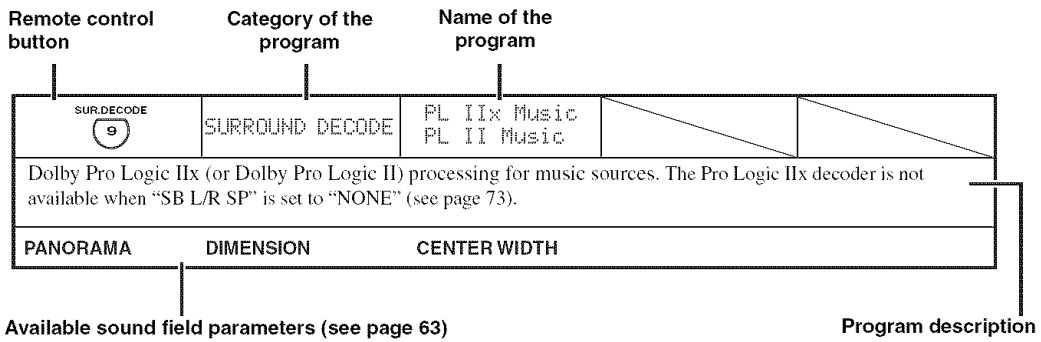 Remote control button
Category of the program
Name of the program
SUR.DECODE
9
SURROUND DECODE
PL IIx Music
PL II Music
Dolby Pro Logic IIx (or Dolby Pro Logic II) processing for music sources. The Pro Logic IIx decoder is not
available when “SB L/R SP” is set to “NONE” (see page 73).
PANORAMA
DIMENSION
CENTER WIDTH
Available sound field parameters (see page 63)
Program description